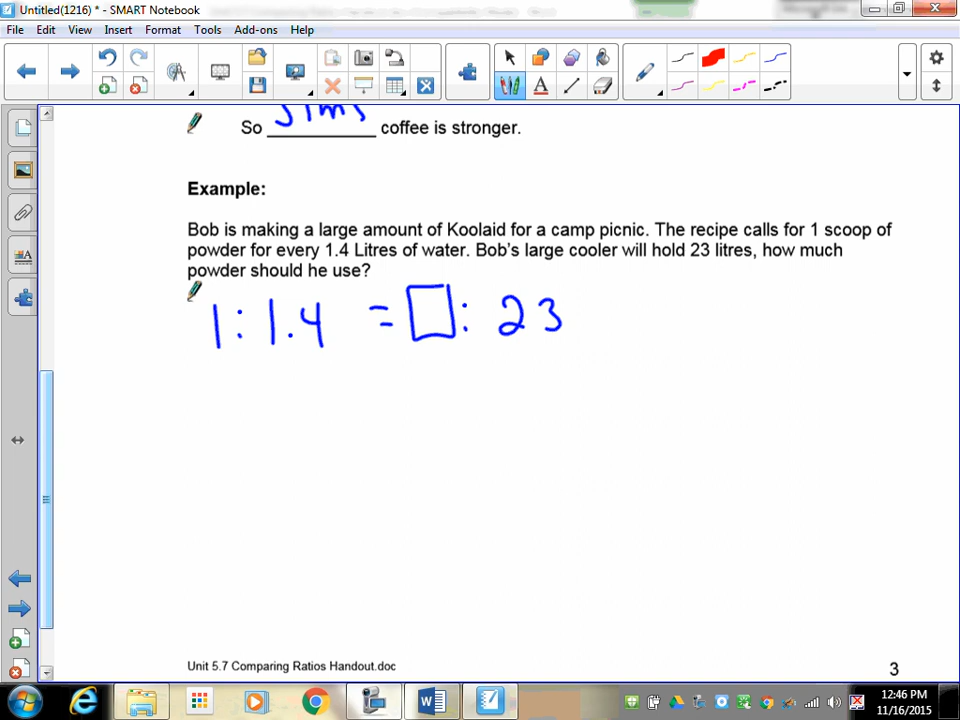 Untitled(1216) * - SMART Notebook
File Edit View Insert Format Tools Add-ons Help
Jims
So ____________ coffee is stronger.
Example:
Bob is making a large amount of Koolaid for a camp picnic. The recipe calls for 1 scoop of
powder for every 1.4 Litres of water. Bob's large cooler will hold 23 litres, how much
powder should he use?
1 : 1.4 = □ : 23
Unit 5.7 Comparing Ratios Handout.doc
3
12:46 PM
11/16/2015